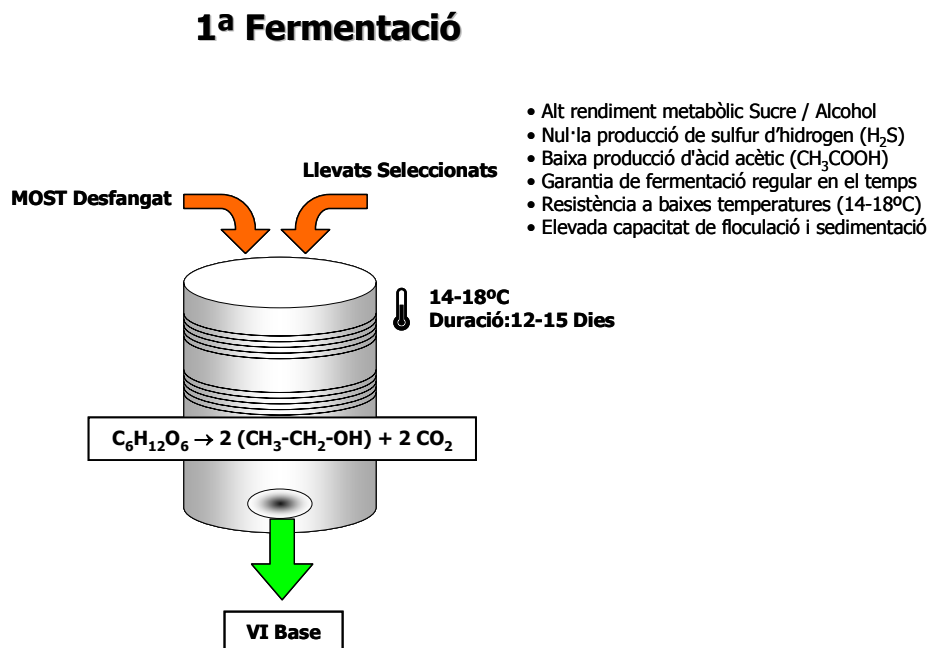 1ª Fermentació
• Alt rendiment metabòlic Sucre / Alcohol
• Nul·la producció de sulfur d’hidrogen (H₂S)
• Baixa producció d'àcid acètic (CH₃COOH)
• Garantia de fermentació regular en el temps
• Resistència a baixes temperatures (14-18ºC)
• Elevada capacitat de floculació i sedimentació
Llevats Seleccionats
MOST Desfangat
14-18ºC
Duració:12-15 Dies
C₆H₁₂O₆ → 2 (CH₃-CH₂-OH) + 2 CO₂
VI Base